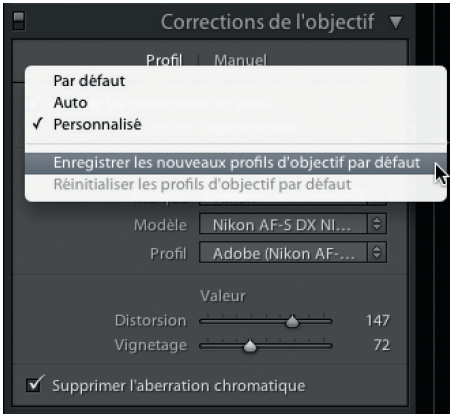 Corrections de l'objectif
Profil | Manuel
Par défaut
Auto
✓ Personnalisé
Enregistrer les nouveaux profils d'objectif par défaut
Réinitialiser les profils d'objectif par défaut
Modèle Nikon AF-S DX NI...
Profil Adobe (Nikon AF-...
Valeur
Distorsion 147
Vignetage 72
Supprimer l'aberration chromatique